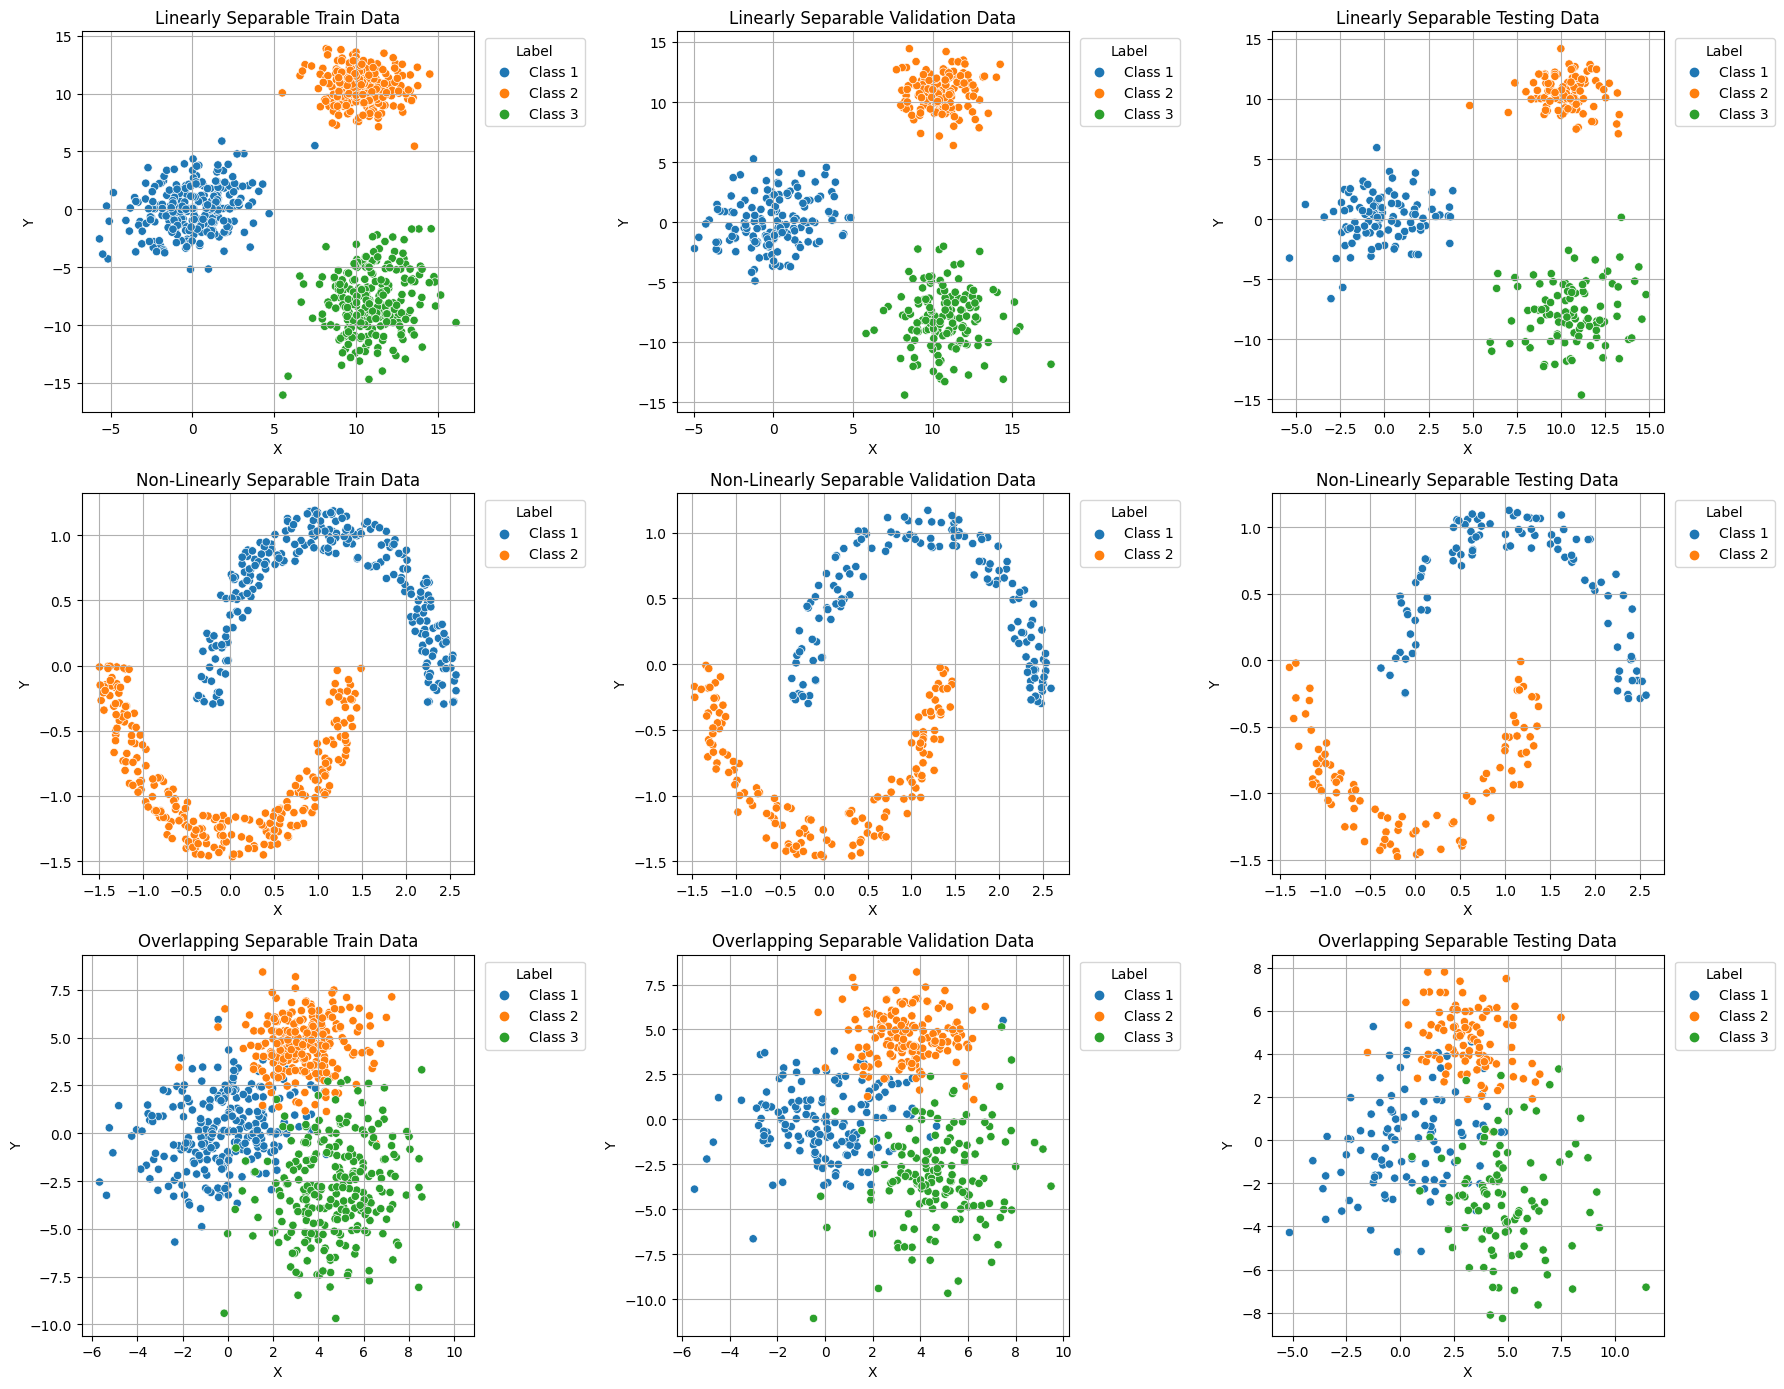 Linearly Separable Train Data
15
10
5
0
−5
−10
−15
Y
−5
0
5
10
15
X
Label
Class 1
Class 2
Class 3
Linearly Separable Validation Data
15
10
5
0
−5
−10
−15
Y
−5
0
5
10
15
X
Label
Class 1
Class 2
Class 3
Linearly Separable Testing Data
15
10
5
0
−5
−10
−15
Y
−5.0
−2.5
0.0
2.5
5.0
7.5
10.0
12.5
15.0
X
Label
Class 1
Class 2
Class 3
Non-Linearly Separable Train Data
1.0
0.5
0.0
−0.5
−1.0
−1.5
Y
−1.5
−1.0
−0.5
0.0
0.5
1.0
1.5
2.0
2.5
X
Label
Class 1
Class 2
Non-Linearly Separable Validation Data
1.0
0.5
0.0
−0.5
−1.0
−1.5
Y
−1.5
−1.0
−0.5
0.0
0.5
1.0
1.5
2.0
2.5
X
Label
Class 1
Class 2
Non-Linearly Separable Testing Data
1.0
0.5
0.0
−0.5
−1.0
−1.5
Y
−1.5
−1.0
−0.5
0.0
0.5
1.0
1.5
2.0
2.5
X
Label
Class 1
Class 2
Overlapping Separable Train Data
7.5
5.0
2.5
0.0
−2.5
−5.0
−7.5
−10.0
Y
−6
−4
−2
0
2
4
6
8
10
X
Label
Class 1
Class 2
Class 3
Overlapping Separable Validation Data
7.5
5.0
2.5
0.0
−2.5
−5.0
−7.5
−10.0
Y
−6
−4
−2
0
2
4
6
8
10
X
Label
Class 1
Class 2
Class 3
Overlapping Separable Testing Data
8
6
4
2
0
−2
−4
−6
−8
Y
−5.0
−2.5
0.0
2.5
5.0
7.5
10.0
X
Label
Class 1
Class 2
Class 3